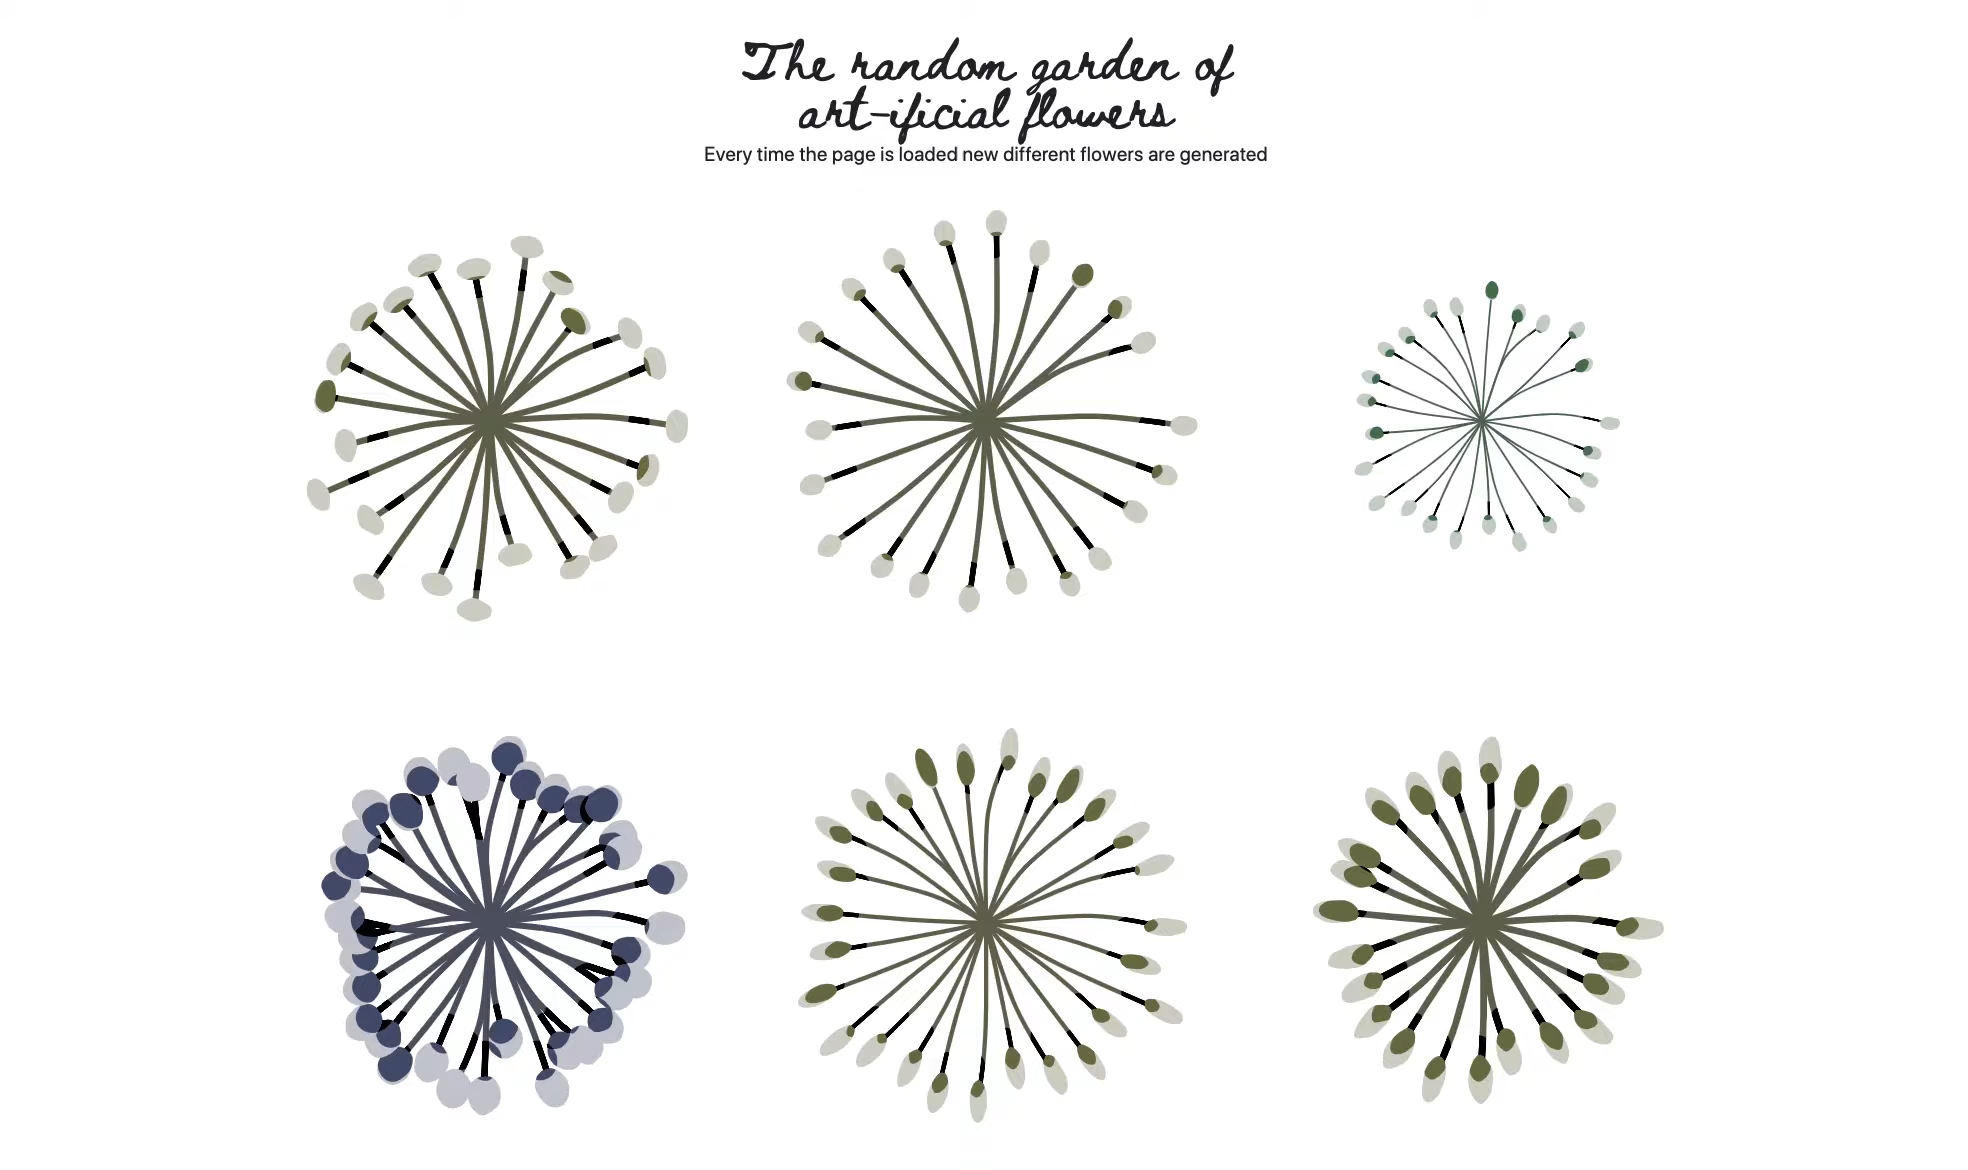 The random garden of
art-ificial flowers
Every time the page is loaded new different flowers are generated